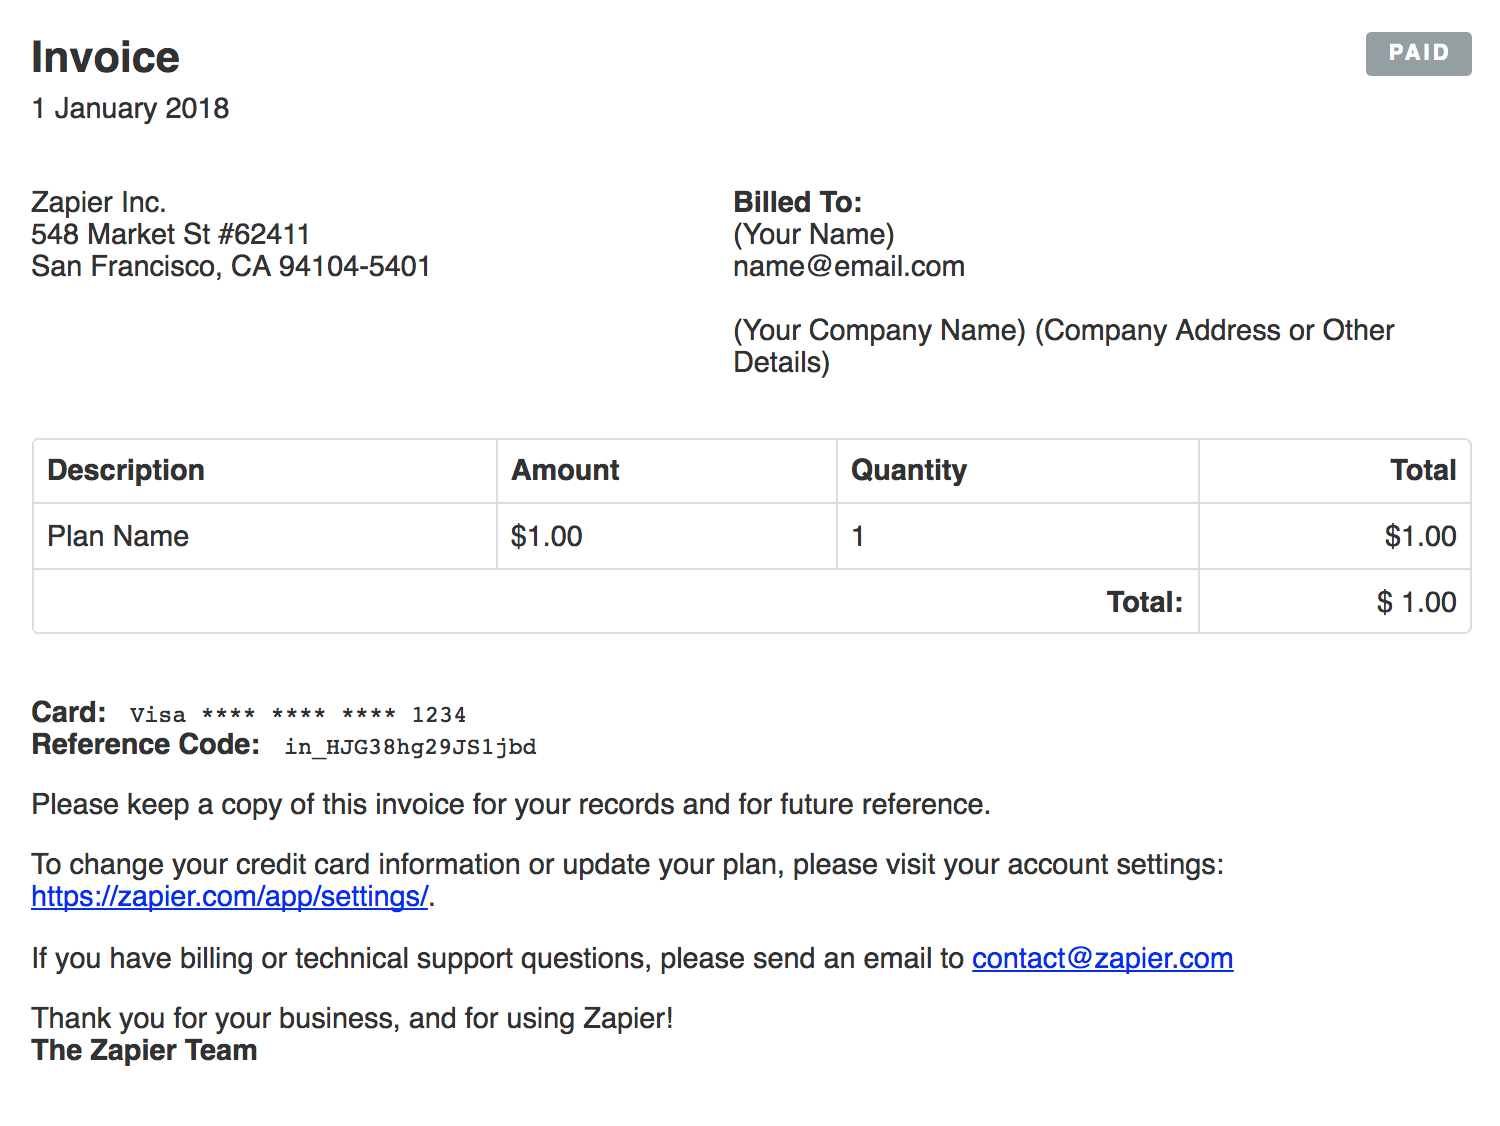 Invoice
PAID
1 January 2018
Zapier Inc.
548 Market St #62411
San Francisco, CA 94104-5401
Billed To:
(Your Name)
name@email.com
(Your Company Name) (Company Address or Other
Details)
Description Amount Quantity Total
Plan Name $1.00 1 $1.00
Total: $ 1.00
Card: Visa **** **** **** 1234
Reference Code: in_HJG38hg29JS1jbd
Please keep a copy of this invoice for your records and for future reference.
To change your credit card information or update your plan, please visit your account settings:
https://zapier.com/app/settings/.
If you have billing or technical support questions, please send an email to contact@zapier.com
Thank you for your business, and for using Zapier!
The Zapier Team